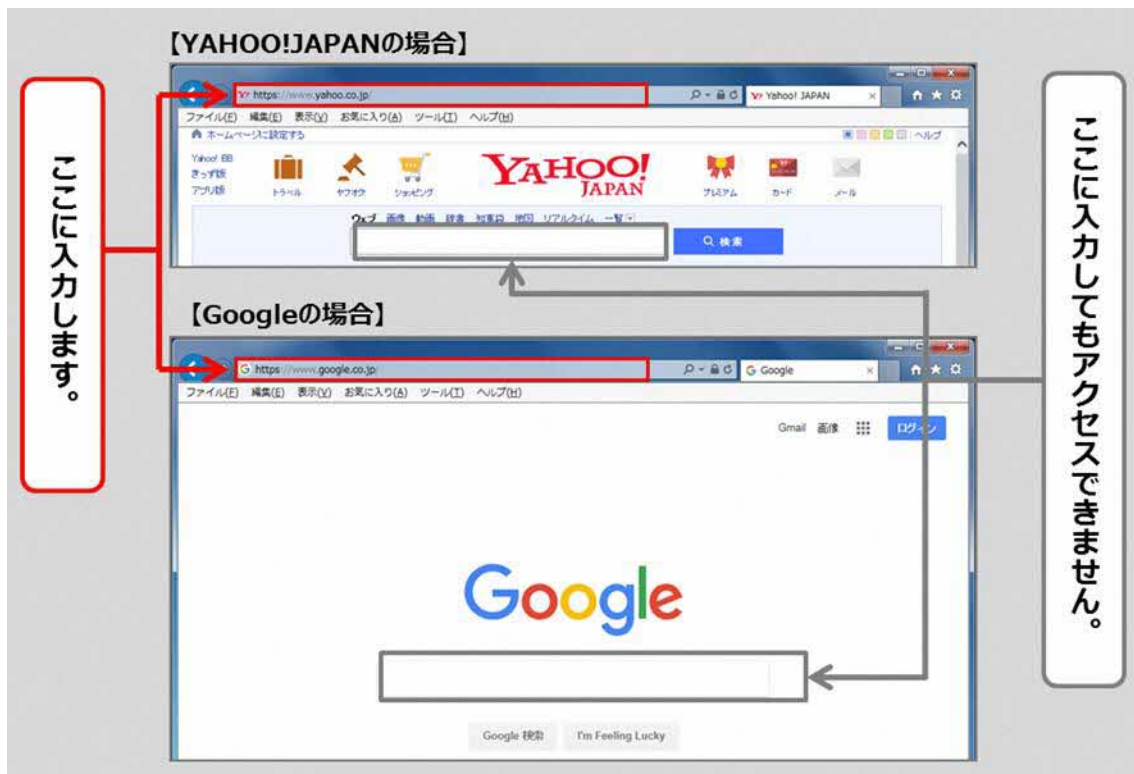 【YAHOO!JAPANの場合】
ここに入力します。
https://www.yahoo.co.jp/
Yahoo! JAPAN
ファイル(F) 編集(E) 表示(V) お気に入り(A) ツール(T) ヘルプ(H)
ホームページに設定する
ヘルプ
Yahoo! BB
きっず版
アプリ版
トラベル ヤフオク! ショッピング
YAHOO!
JAPAN
プレミアム カード メール
ウェブ 画像 動画 辞書 知恵袋 地図 リアルタイム 一覧
検索
【Googleの場合】
https://www.google.co.jp/
Google
ファイル(F) 編集(E) 表示(V) お気に入り(A) ツール(T) ヘルプ(H)
Gmail 画像
ログイン
Google
Google 検索 I'm Feeling Lucky
ここに入力してもアクセスできません。